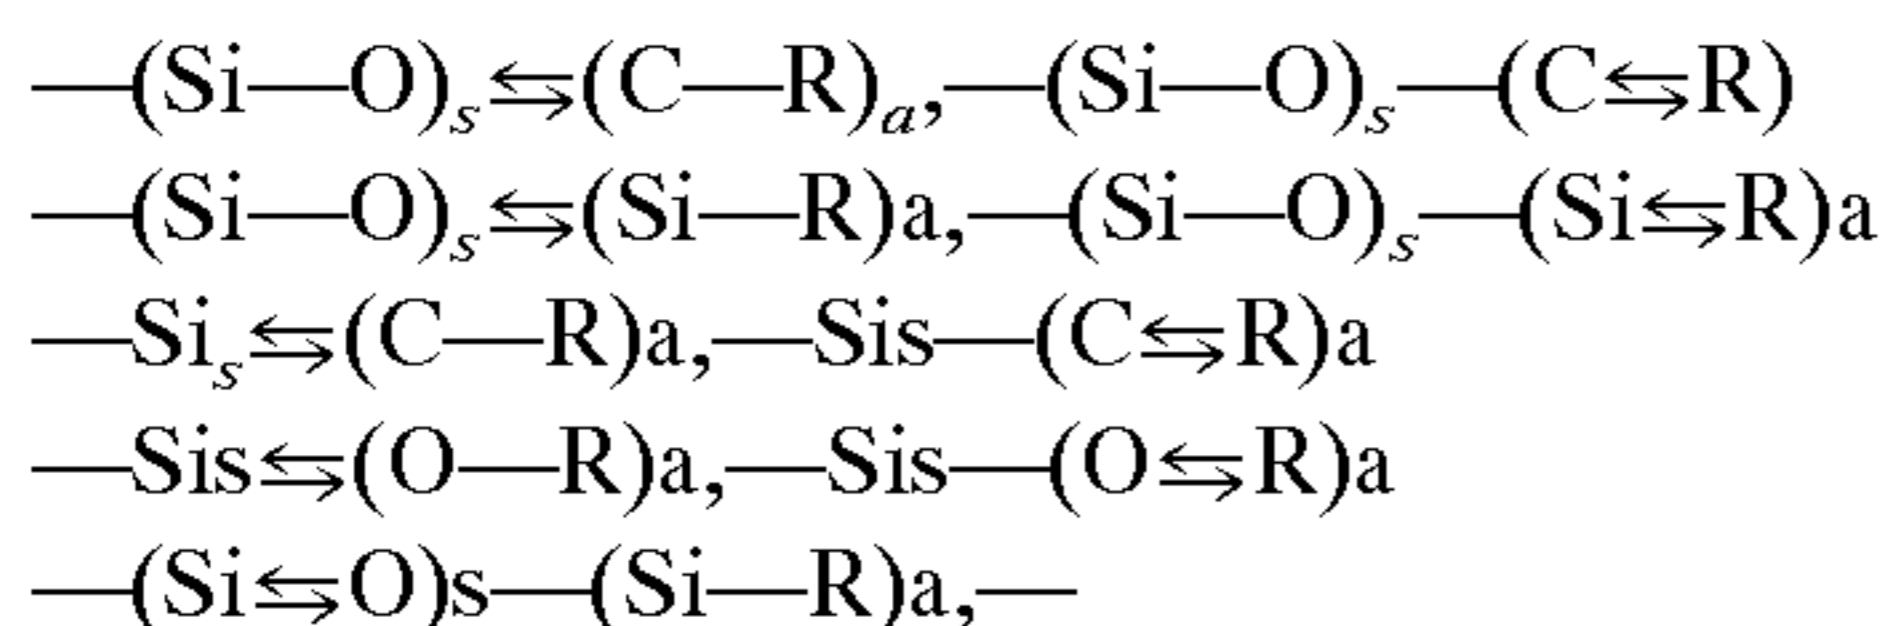 —(Si—O)ₛ⇆(C—R)ₐ,—(Si—O)ₛ—(C⇆R)
—(Si—O)ₛ⇆(Si—R)a,—(Si—O)ₛ—(Si⇆R)a
—Siₛ⇆(C—R)a,—Sis—(C⇆R)a
—Sis⇆(O—R)a,—Sis—(O⇆R)a
—(Si⇆O)s—(Si—R)a,—